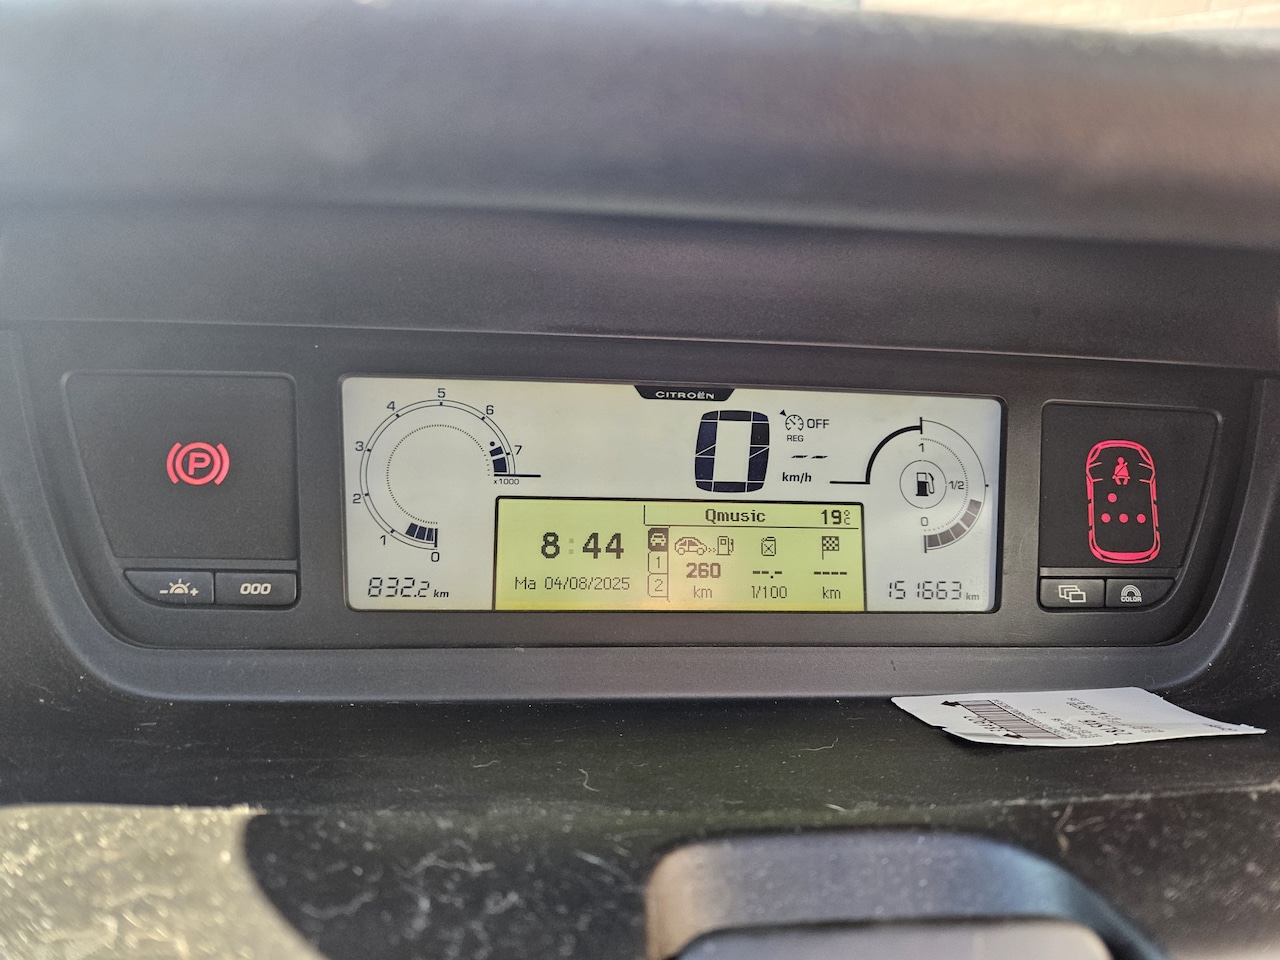 CITROËN
5
4
6
3
7
x1000
2
1
0
832.2 km
0
OFF
REG
-- --
km/h
1
1/2
0
Qmusic 19°C
8:44
Ma 04/08/2025
1
2
260
km
--.-
1/100
----
km
151663 km
P
- +
000
COLOR